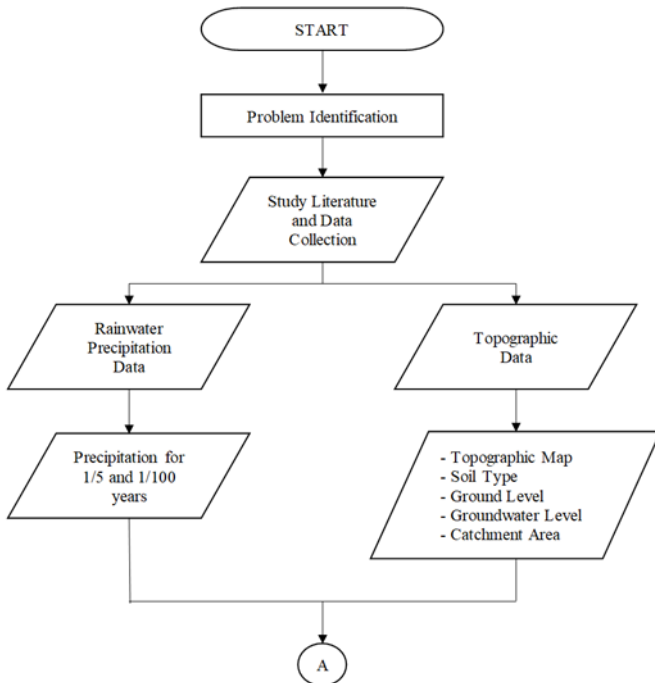 START
Problem Identification
Study Literature
and Data
Collection
Rainwater
Precipitation
Data
Topographic
Data
Precipitation for
1/5 and 1/100
years
- Topographic Map
- Soil Type
- Ground Level
- Groundwater Level
- Catchment Area
A